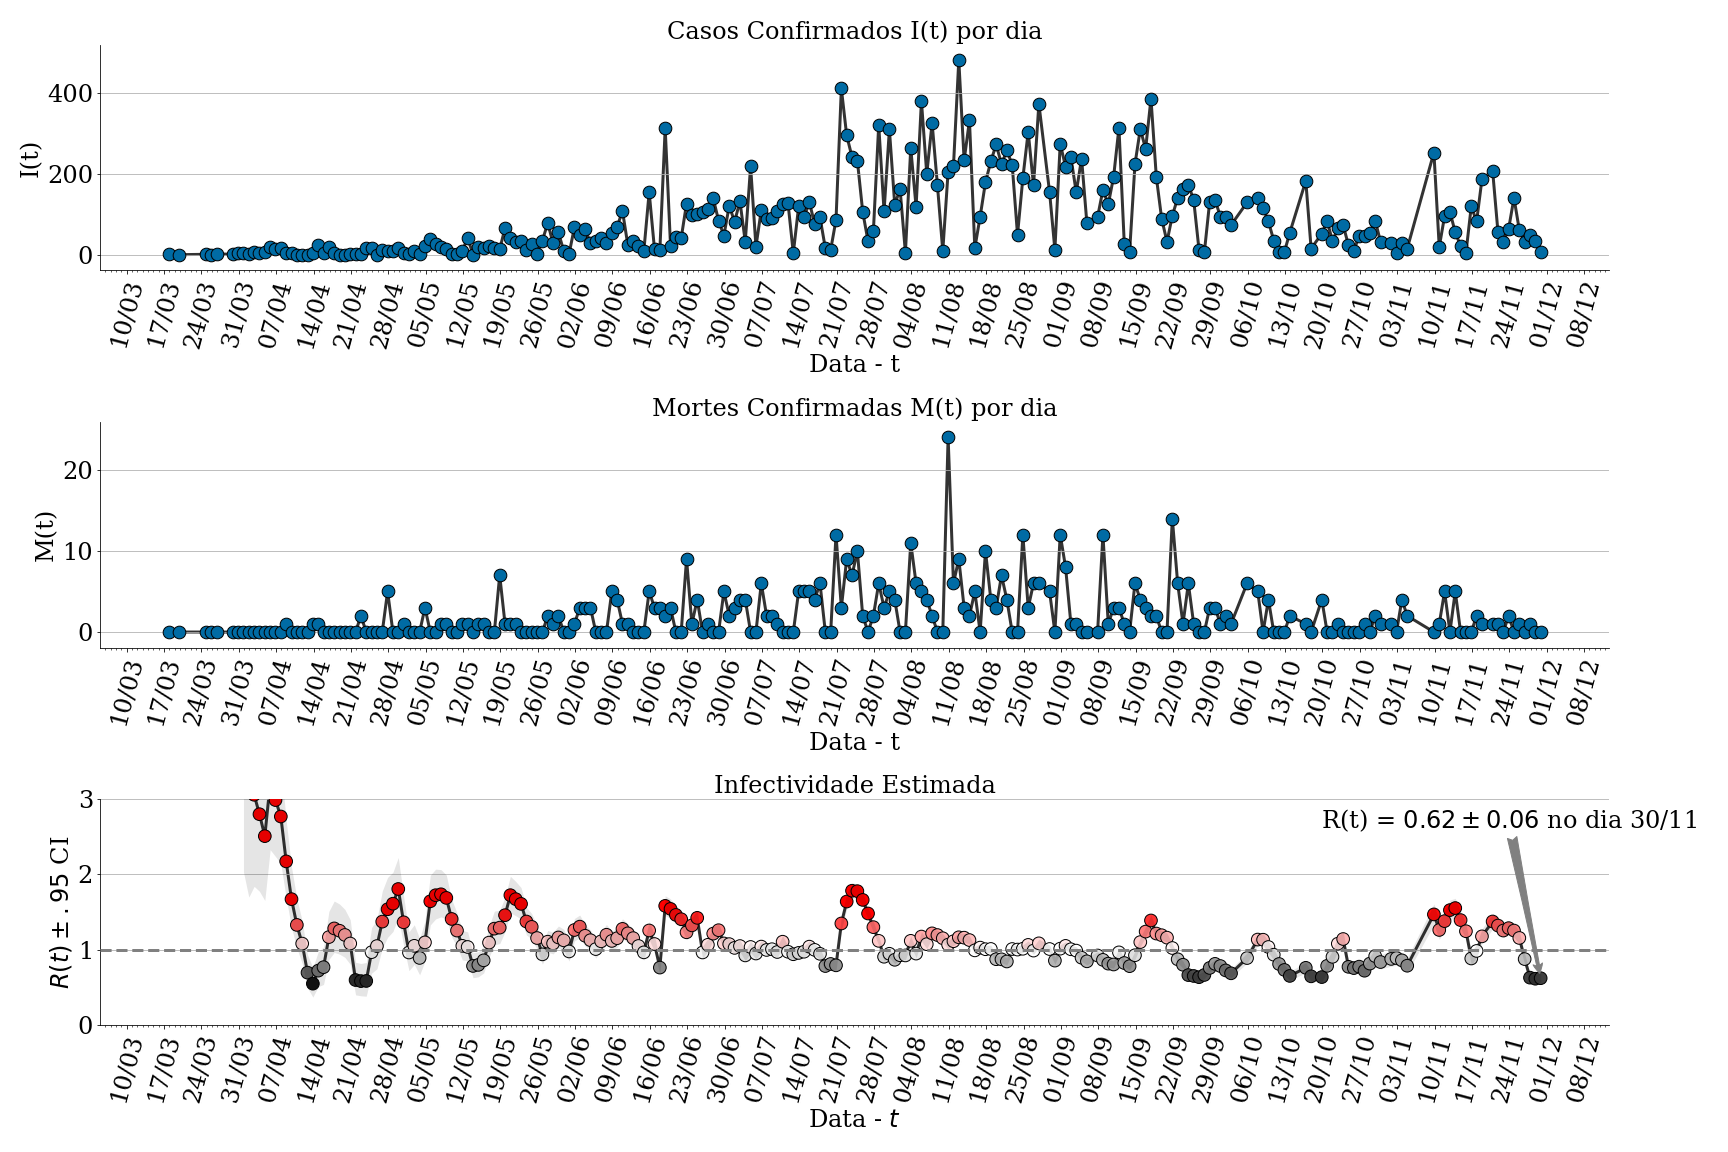 Casos Confirmados I(t) por dia
I(t)
400
200
0
10/03 17/03 24/03 31/03 07/04 14/04 21/04 28/04 05/05 12/05 19/05 26/05 02/06 09/06 16/06 23/06 30/06 07/07 14/07 21/07 28/07 04/08 11/08 18/08 25/08 01/09 08/09 15/09 22/09 29/09 06/10 13/10 20/10 27/10 03/11 10/11 17/11 24/11 01/12 08/12
Data - t
Mortes Confirmadas M(t) por dia
M(t)
20
10
0
10/03 17/03 24/03 31/03 07/04 14/04 21/04 28/04 05/05 12/05 19/05 26/05 02/06 09/06 16/06 23/06 30/06 07/07 14/07 21/07 28/07 04/08 11/08 18/08 25/08 01/09 08/09 15/09 22/09 29/09 06/10 13/10 20/10 27/10 03/11 10/11 17/11 24/11 01/12 08/12
Data - t
Infectividade Estimada
R(t) ± .95 CI
3
2
1
0
R(t) = 0.62 ± 0.06 no dia 30/11
10/03 17/03 24/03 31/03 07/04 14/04 21/04 28/04 05/05 12/05 19/05 26/05 02/06 09/06 16/06 23/06 30/06 07/07 14/07 21/07 28/07 04/08 11/08 18/08 25/08 01/09 08/09 15/09 22/09 29/09 06/10 13/10 20/10 27/10 03/11 10/11 17/11 24/11 01/12 08/12
Data - t